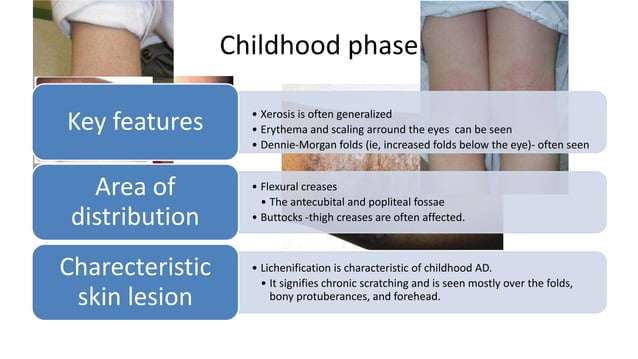 Childhood phase
Key features
• Xerosis is often generalized
• Erythema and scaling arround the eyes can be seen
• Dennie-Morgan folds (ie, increased folds below the eye)- often seen
Area of
distribution
• Flexural creases
• The antecubital and popliteal fossae
• Buttocks -thigh creases are often affected.
Charecteristic
skin lesion
• Lichenification is characteristic of childhood AD.
• It signifies chronic scratching and is seen mostly over the folds,
bony protuberances, and forehead.